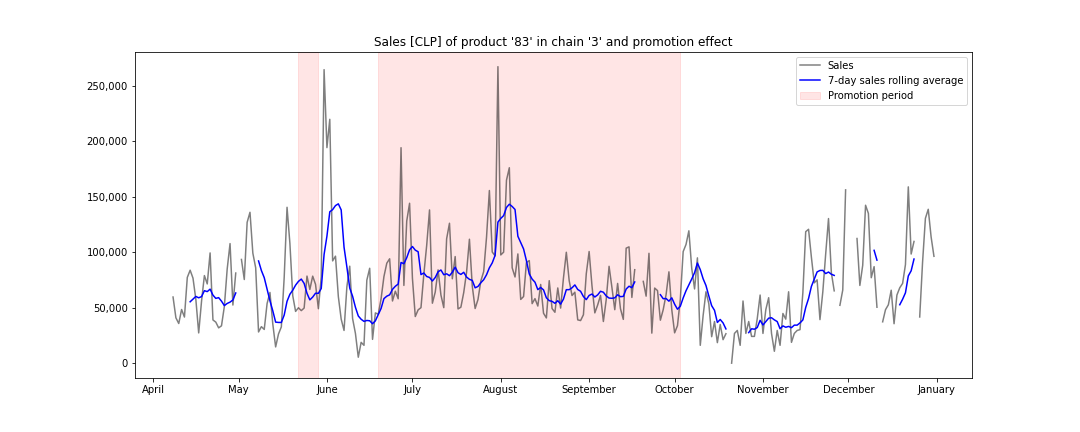 Sales [CLP] of product '83' in chain '3' and promotion effect
Sales
7-day sales rolling average
Promotion period
250,000
200,000
150,000
100,000
50,000
0
April May June July August September October November December January